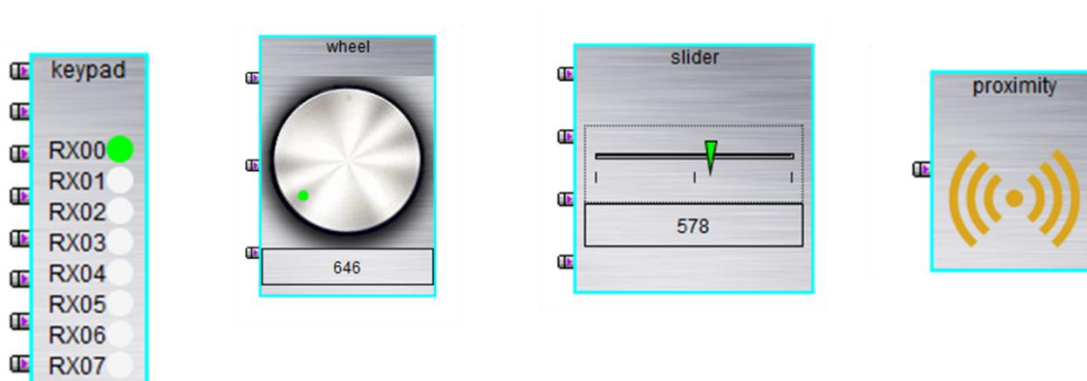 keypad
RX00
RX01
RX02
RX03
RX04
RX05
RX06
RX07
wheel
646
slider
578
proximity